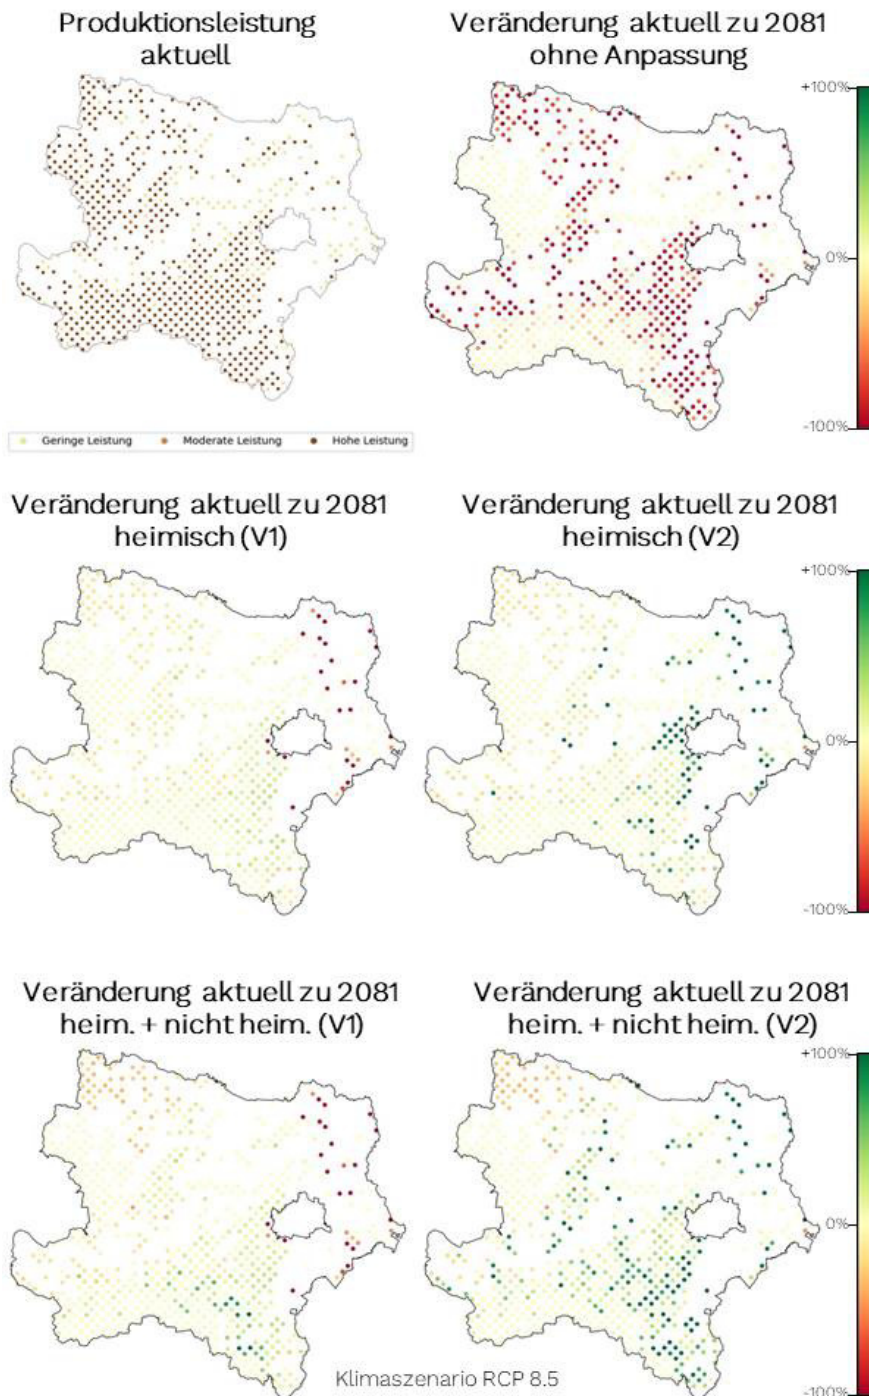 Produktionsleistung
aktuell
Veränderung aktuell zu 2081
ohne Anpassung
+100%
0%
-100%
Geringe Leistung
Moderate Leistung
Hohe Leistung
Veränderung aktuell zu 2081
heimisch (V1)
Veränderung aktuell zu 2081
heimisch (V2)
+100%
0%
-100%
Veränderung aktuell zu 2081
heim. + nicht heim. (V1)
Veränderung aktuell zu 2081
heim. + nicht heim. (V2)
+100%
0%
-100%
Klimaszenario RCP 8.5